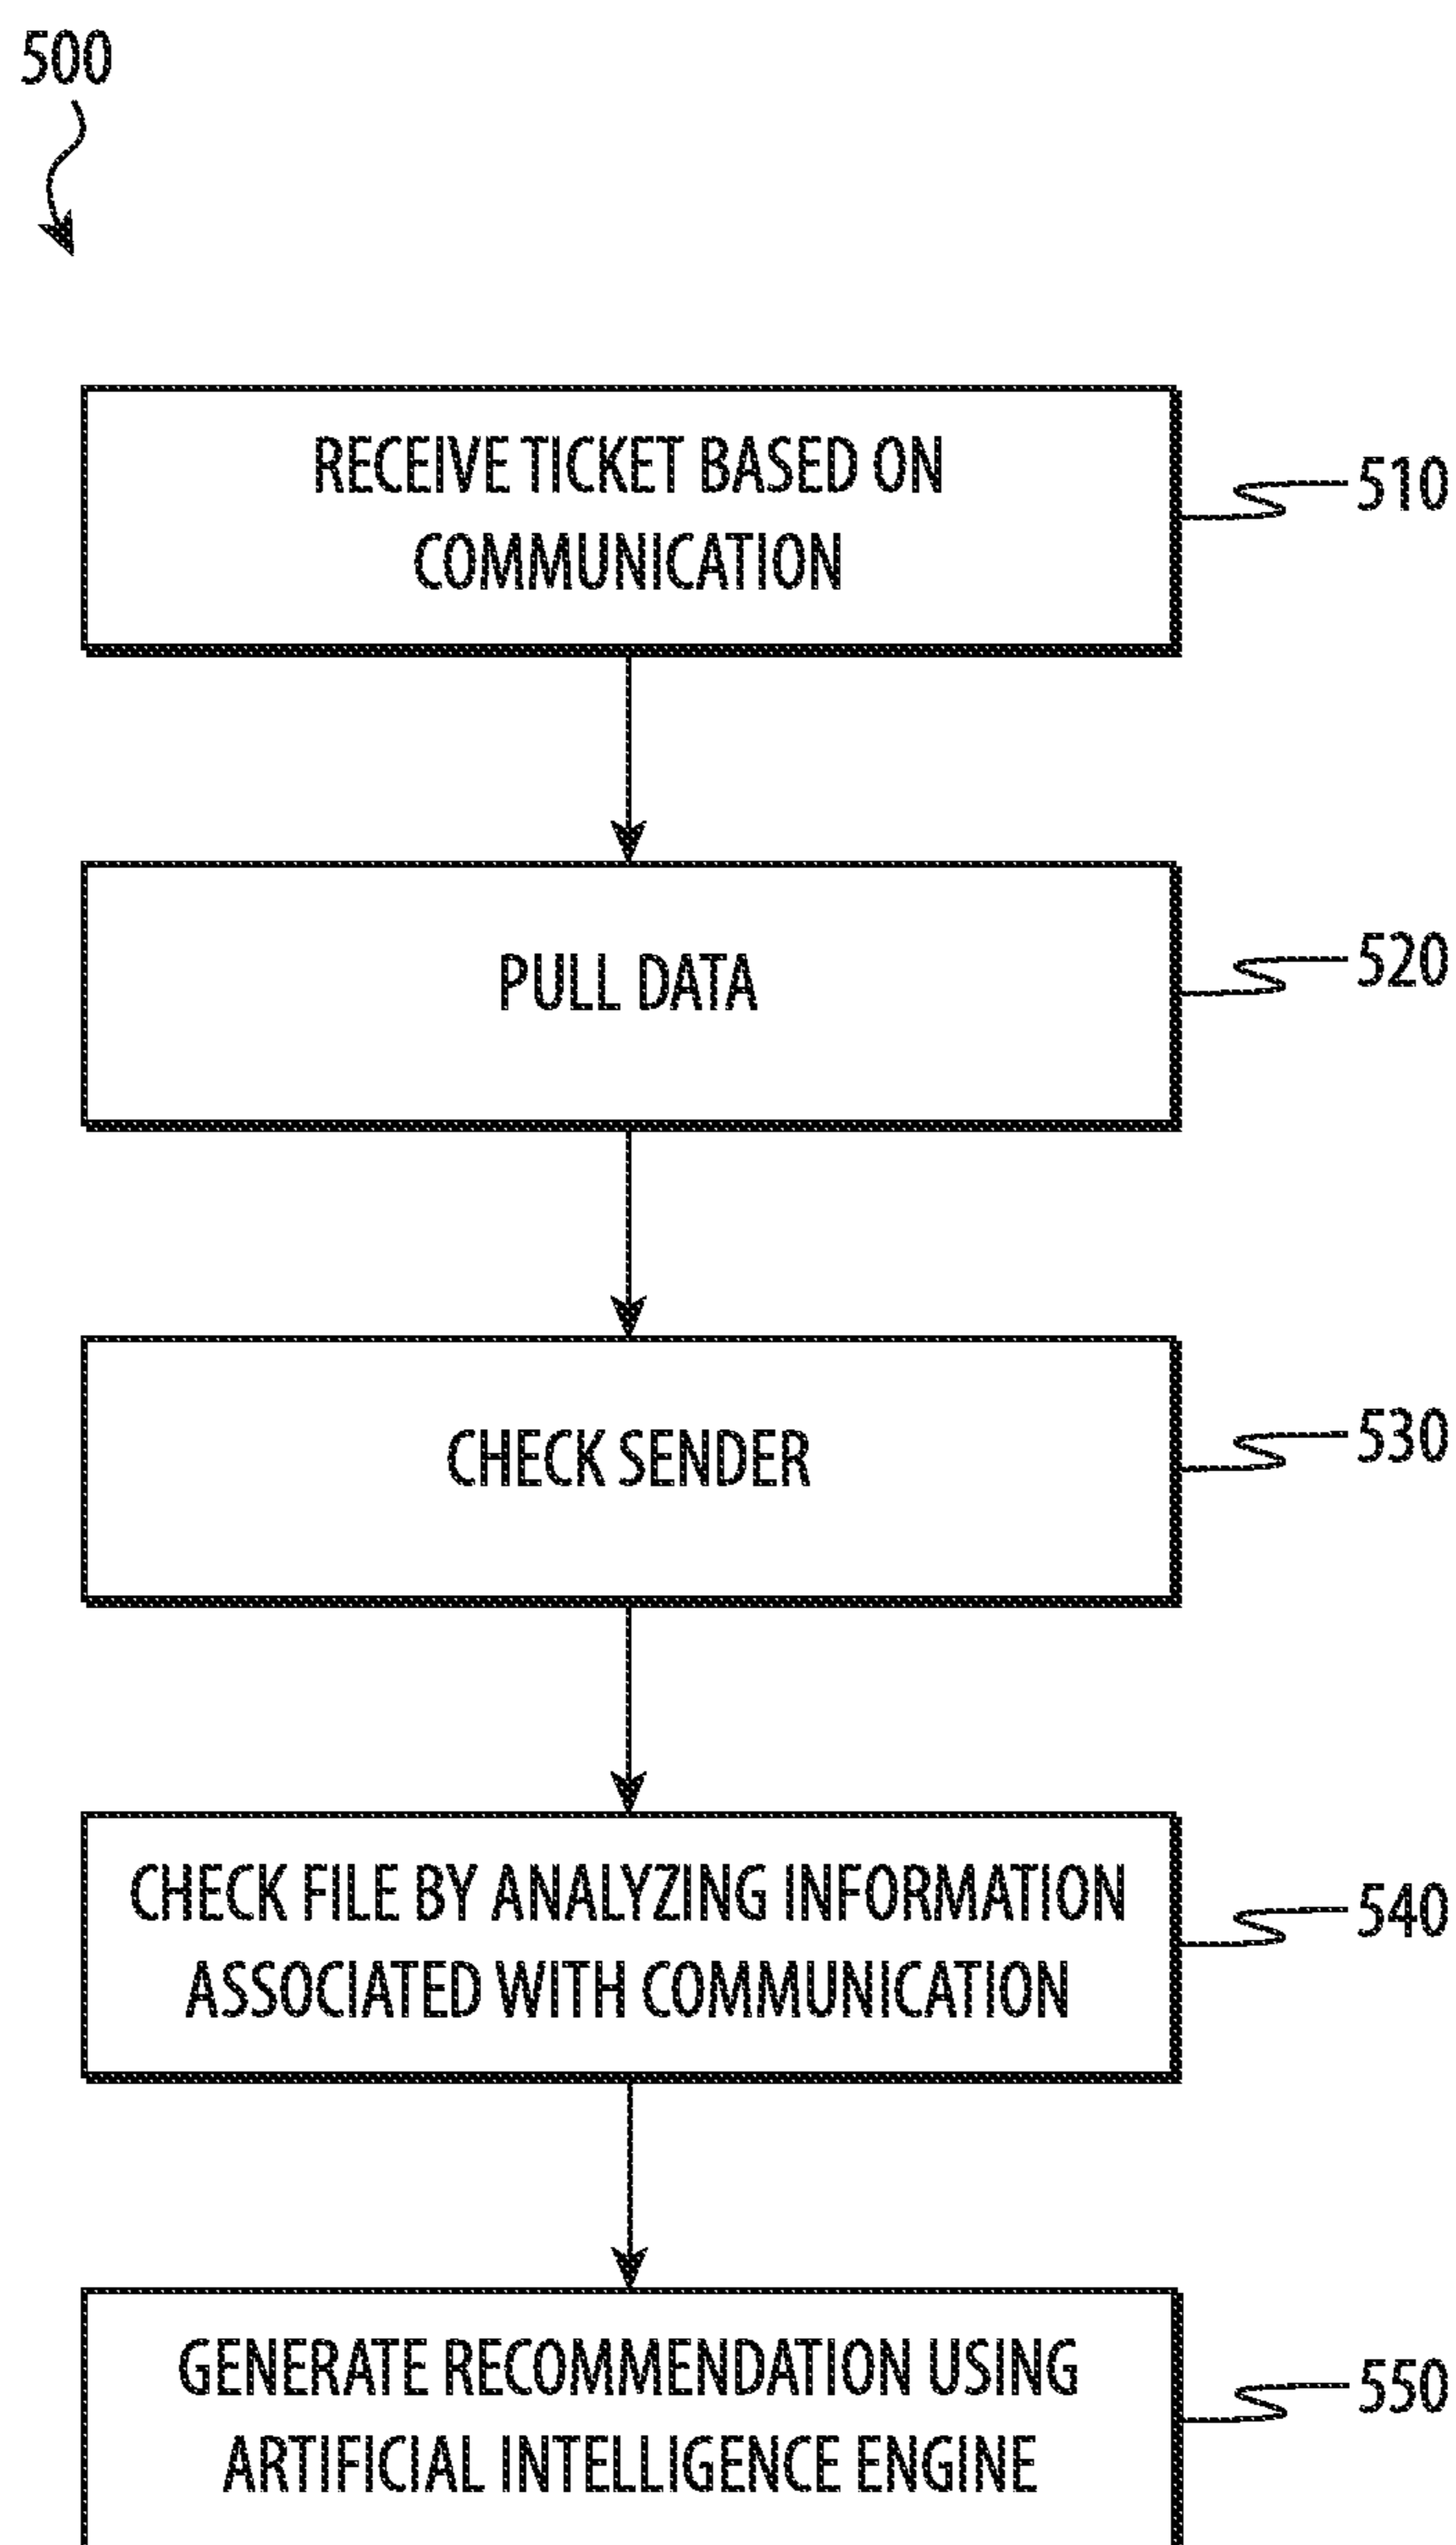 500
RECEIVE TICKET BASED ON
COMMUNICATION
510
PULL DATA
520
CHECK SENDER
530
CHECK FILE BY ANALYZING INFORMATION
ASSOCIATED WITH COMMUNICATION
540
GENERATE RECOMMENDATION USING
ARTIFICIAL INTELLIGENCE ENGINE
550